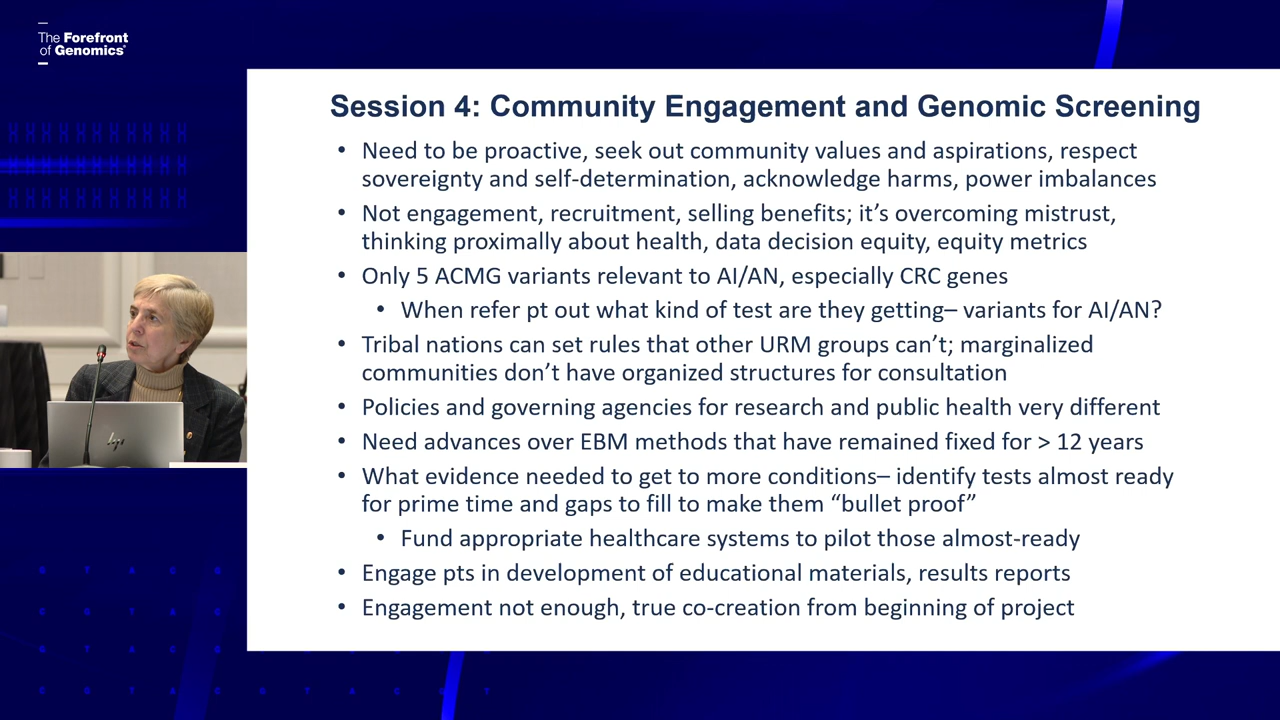 The Forefront
of Genomics
Session 4: Community Engagement and Genomic Screening
• Need to be proactive, seek out community values and aspirations, respect
sovereignty and self-determination, acknowledge harms, power imbalances
• Not engagement, recruitment, selling benefits; it’s overcoming mistrust,
thinking proximally about health, data decision equity, equity metrics
• Only 5 ACMG variants relevant to AI/AN, especially CRC genes
• When refer pt out what kind of test are they getting– variants for AI/AN?
• Tribal nations can set rules that other URM groups can’t; marginalized
communities don’t have organized structures for consultation
• Policies and governing agencies for research and public health very different
• Need advances over EBM methods that have remained fixed for > 12 years
• What evidence needed to get to more conditions– identify tests almost ready
for prime time and gaps to fill to make them “bullet proof”
• Fund appropriate healthcare systems to pilot those almost-ready
• Engage pts in development of educational materials, results reports
• Engagement not enough, true co-creation from beginning of project
hp